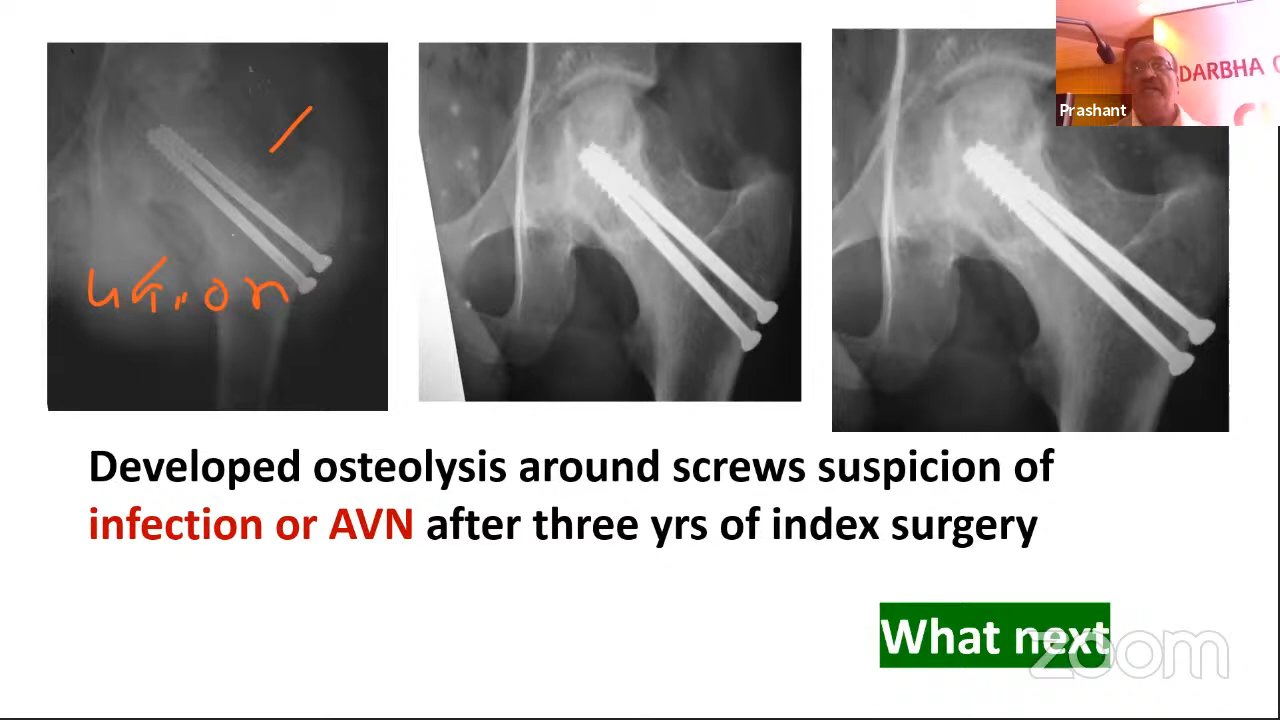 DARBHA
Prashant
Developed osteolysis around screws suspicion of
infection or AVN after three yrs of index surgery
What next
zoom